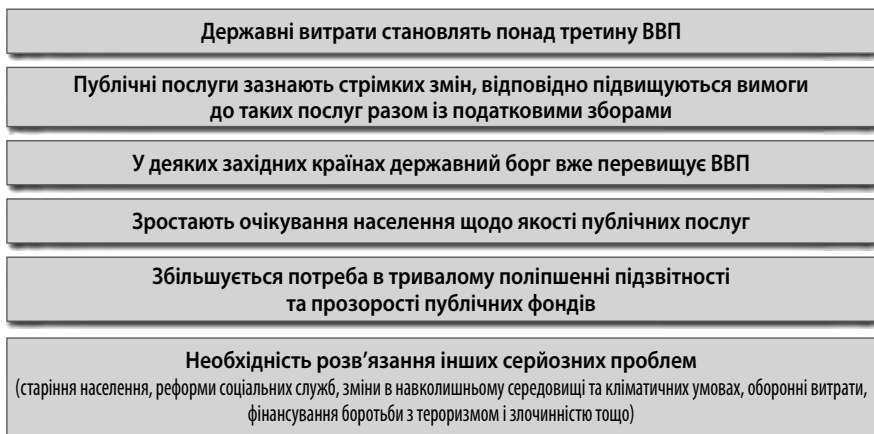 Державні витрати становлять понад третину ВВП
Публічні послуги зазнають стрімких змін, відповідно підвищуються вимоги
до таких послуг разом із податковими зборами
У деяких західних країнах державний борг вже перевищує ВВП
Зростають очікування населення щодо якості публічних послуг
Збільшується потреба в тривалому поліпшенні підзвітності
та прозорості публічних фондів
Необхідність розв'язання інших серйозних проблем
(старіння населення, реформи соціальних служб, зміни в навколишньому середовищі та кліматичних умовах, оборонні витрати,
фінансування боротьби з тероризмом і злочинністю тощо)